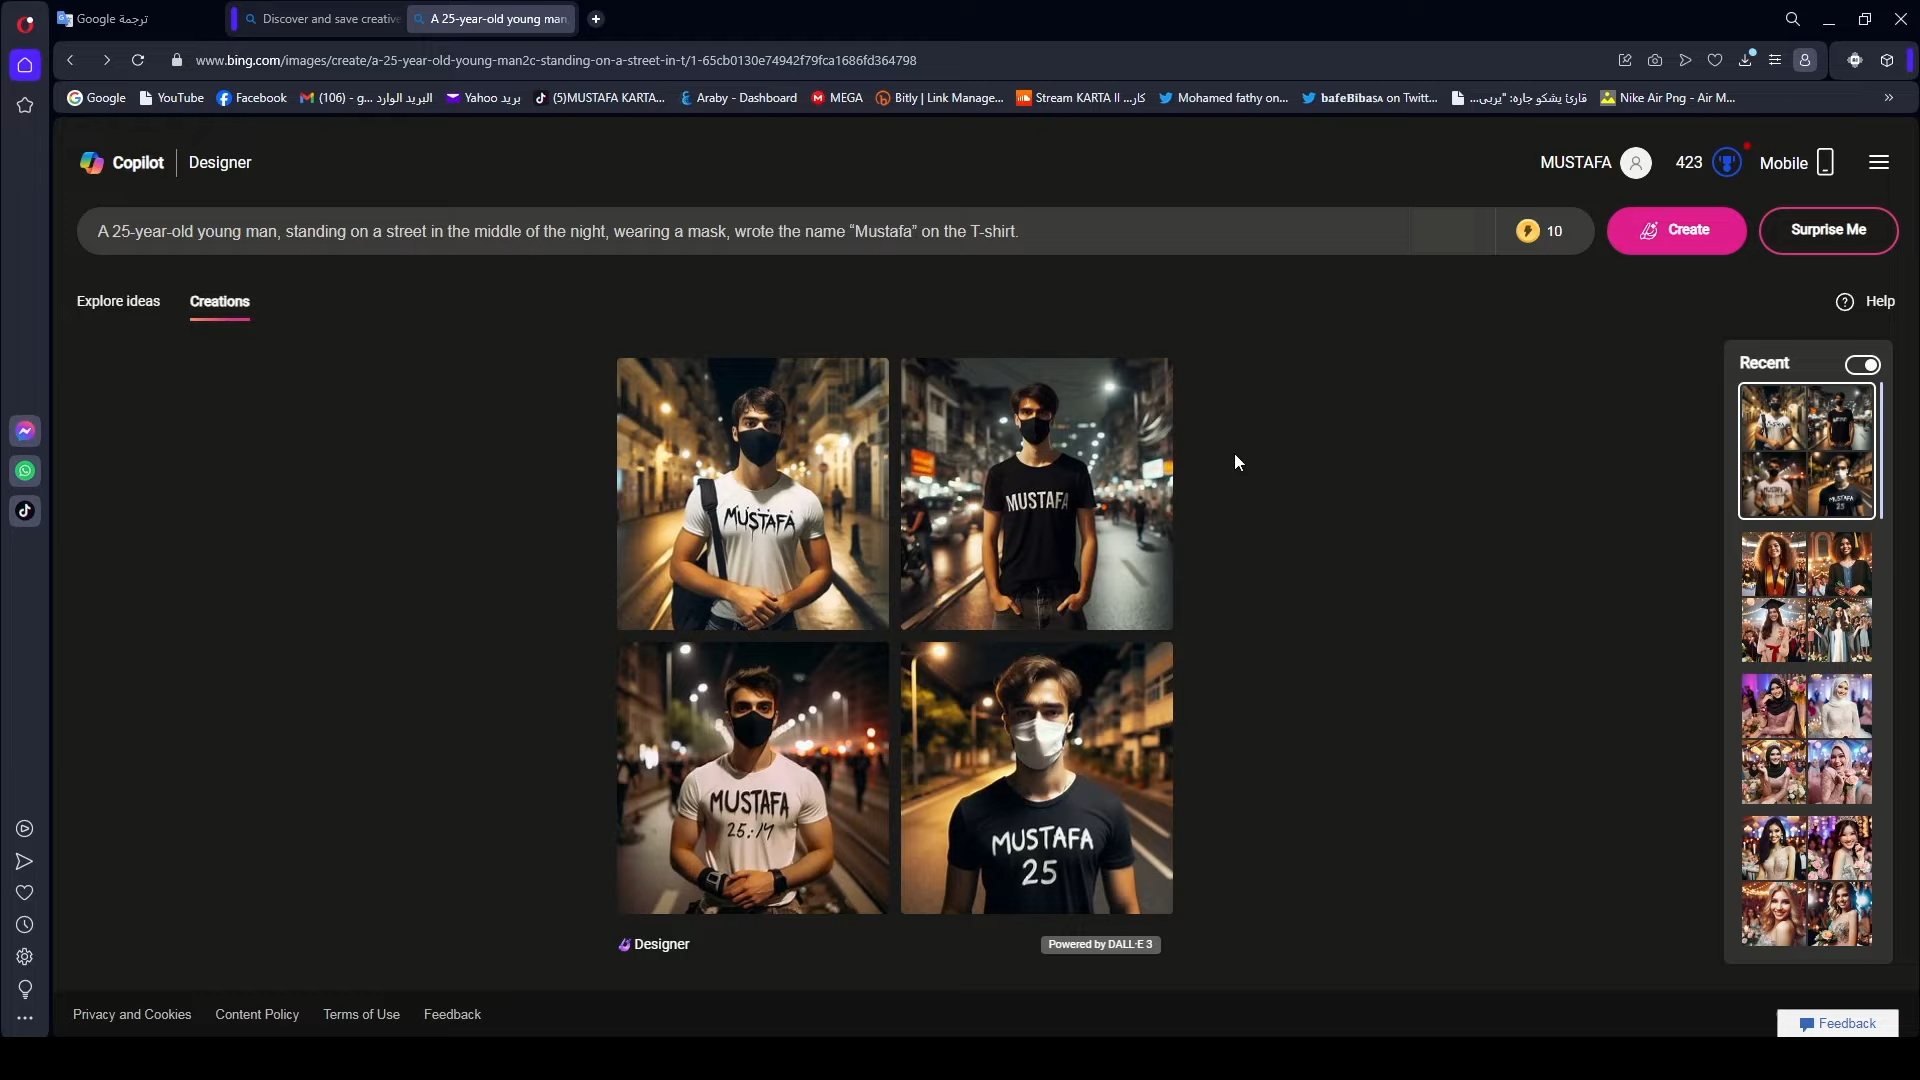 Google ترجمة
Discover and save creative
A 25-year-old young man,
www.bing.com/images/create/a-25-year-old-young-man2c-standing-on-a-street-in-t/1-65cb0130e74942f79fca1686fd364798
Google
YouTube
Facebook
(106) - g... البريد الوارد
Yahoo بريد
(5)MUSTAFA KARTA...
Araby - Dashboard
MEGA
Bitly | Link Manage...
Stream KARTA II ...كار
Mohamed fathy on...
bafeBibasa on Twitt...
قارئ يشكو جاره: "يربى...
Nike Air Png - Air M...
Copilot
Designer
MUSTAFA
423
Mobile
A 25-year-old young man, standing on a street in the middle of the night, wearing a mask, wrote the name “Mustafa” on the T-shirt.
10
Create
Surprise Me
Explore ideas
Creations
Help
Recent
MUSTAFA
MUSTAFA
MUSTAFA
25:14
MUSTAFA
25
Designer
Powered by DALL·E 3
Privacy and Cookies
Content Policy
Terms of Use
Feedback
Feedback